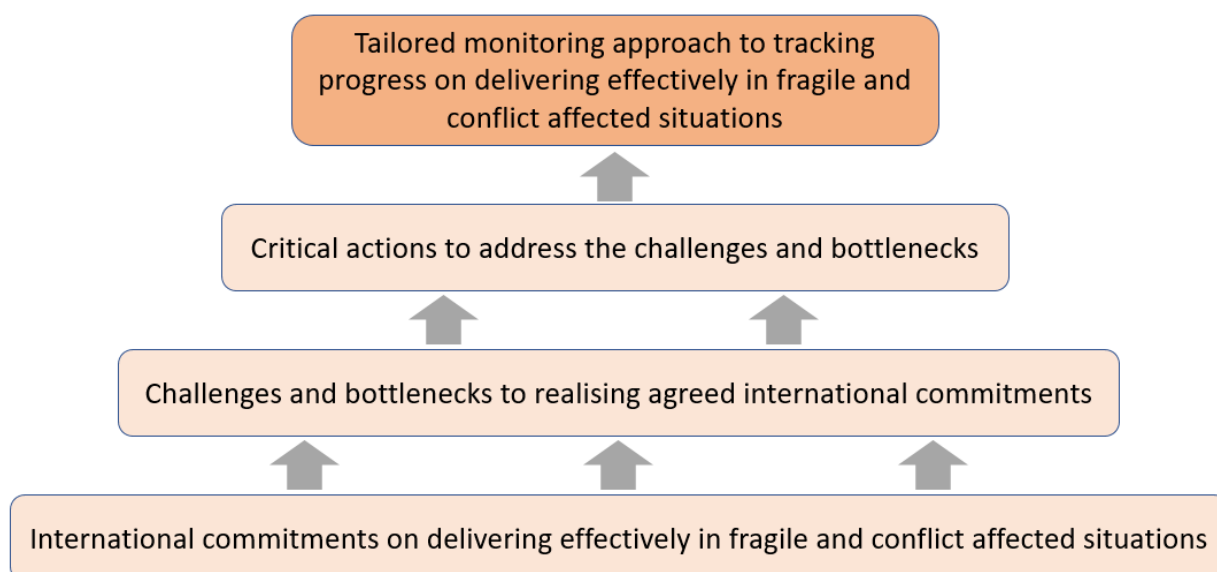 Tailored monitoring approach to tracking
progress on delivering effectively in fragile and
conflict affected situations
Critical actions to address the challenges and bottlenecks
Challenges and bottlenecks to realising agreed international commitments
International commitments on delivering effectively in fragile and conflict affected situations